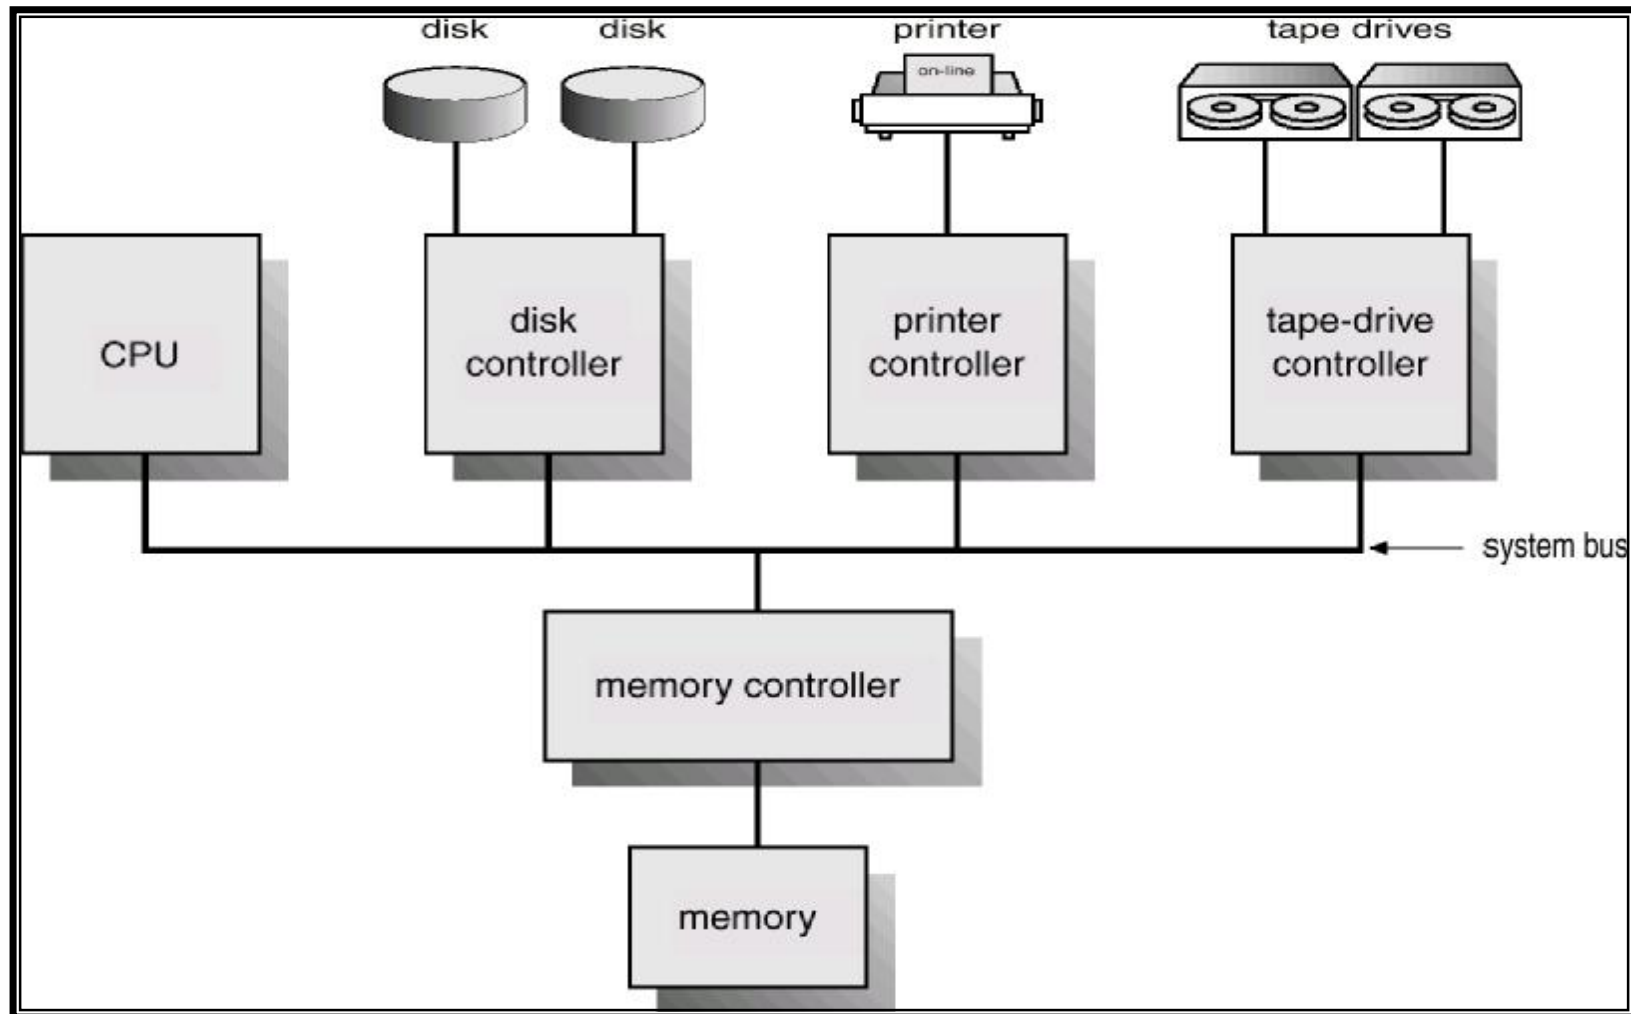 disk
disk
printer
tape drives
on-line
CPU
disk
controller
printer
controller
tape-drive
controller
system bus
memory controller
memory